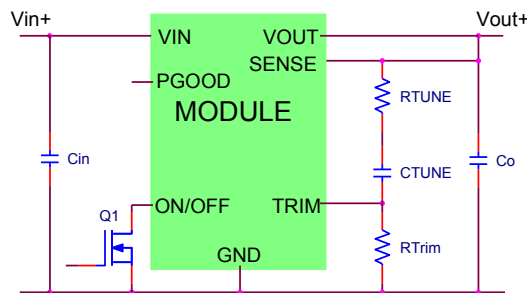 Vin+
Vout+
VIN
VOUT
SENSE
PGOOD
RTUNE
MODULE
Cin
CTUNE
Co
Q1
ON/OFF
TRIM
RTrim
GND